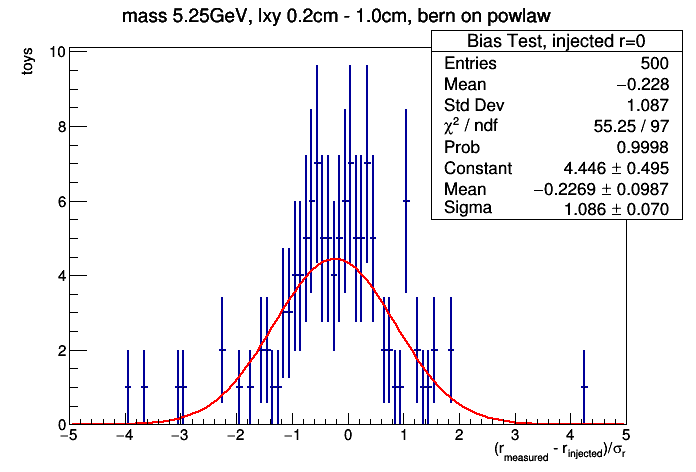 mass 5.25GeV, lxy 0.2cm - 1.0cm, bern on powlaw
Bias Test, injected r=0
Entries 500
Mean −0.228
Std Dev 1.087
χ² / ndf 55.25 / 97
Prob 0.9998
Constant 4.446 ± 0.495
Mean −0.2269 ± 0.0987
Sigma 1.086 ± 0.070
toys
10
8
6
4
2
0
−5 −4 −3 −2 −1 0 1 2 3 4 5
(r_measured - r_injected)/σ_r